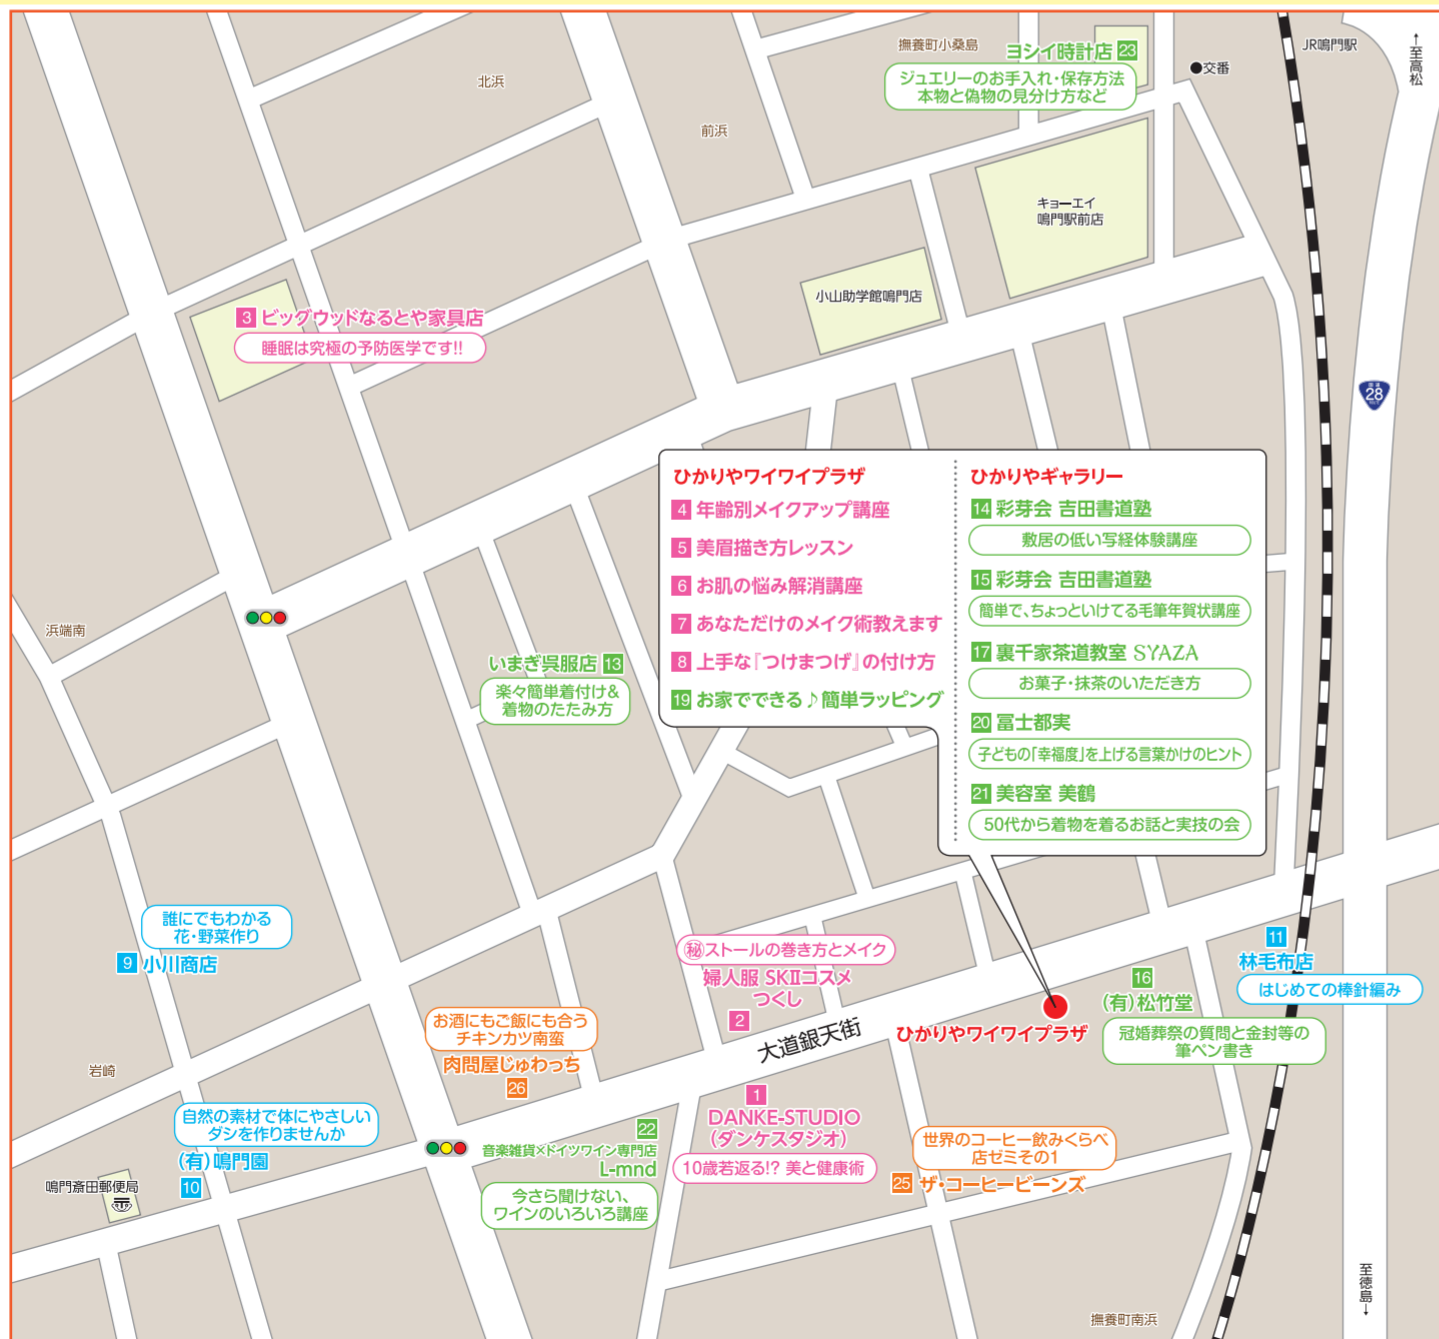 撫養町小桑島
ヨシイ時計店 23
ジュエリーのお手入れ・保存方法
本物と偽物の見分け方など
●交番
JR鳴門駅
↑至高松
北浜
前浜
キョーエイ
鳴門駅前店
小山助学館鳴門店
3 ビッグウッドなるとや家具店
睡眠は究極の予防医学です!!
28
ひかりやワイワイプラザ
4 年齢別メイクアップ講座
5 美眉描き方レッスン
6 お肌の悩み解消講座
7 あなただけのメイク術教えます
8 上手な『つけまつげ』の付け方
19 お家でできる♪簡単ラッピング
ひかりやギャラリー
14 彩芽会 吉田書道塾
敷居の低い写経体験講座
15 彩芽会 吉田書道塾
簡単で、ちょっといけてる毛筆年賀状講座
17 裏千家茶道教室 SYAZA
お菓子・抹茶のいただき方
20 冨士都実
子どもの「幸福度」を上げる言葉かけのヒント
21 美容室 美鶴
50代から着物を着るお話と実技の会
浜端南
いまぎ呉服店 13
楽々簡単着付け&
着物のたたみ方
誰にでもわかる
花・野菜作り
9 小川商店
㊙ストールの巻き方とメイク
婦人服 SKIIコスメ
つくし
2
大道銀天街
ひかりやワイワイプラザ
16
(有)松竹堂
冠婚葬祭の質問と金封等の
筆ペン書き
11
林毛布店
はじめての棒針編み
お酒にもご飯にも合う
チキンカツ南蛮
肉問屋じゅわっち
26
岩崎
自然の素材で体にやさしい
ダシを作りませんか
(有)鳴門園
10
鳴門斎田郵便局
22
音楽雑貨×ドイツワイン専門店
L-mnd
今さら聞けない、
ワインのいろいろ講座
1
DANKE-STUDIO
(ダンケスタジオ)
10歳若返る!? 美と健康術
世界のコーヒー飲みくらべ
店ゼミその1
25 ザ・コーヒービーンズ
至徳島→
撫養町南浜